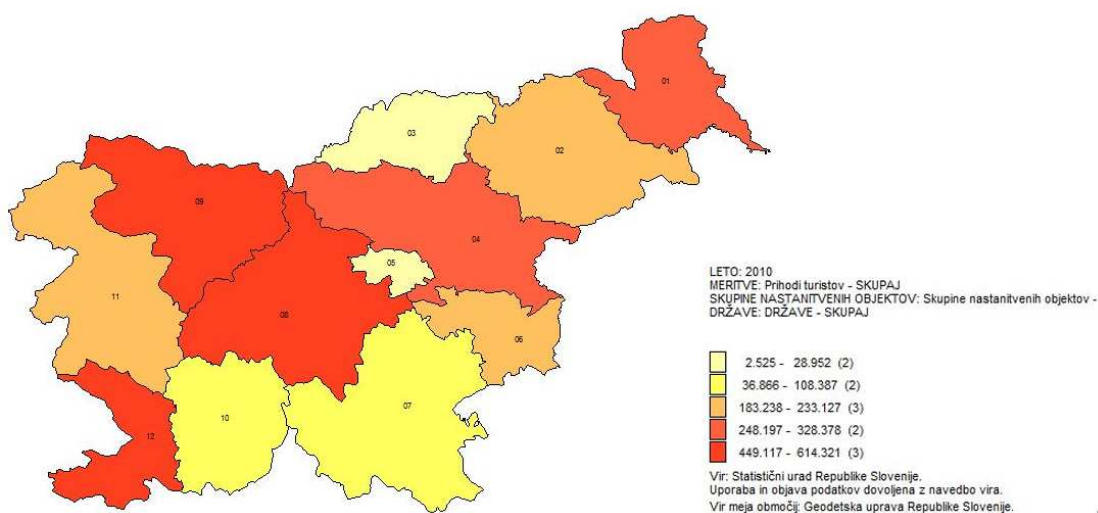 01
03
02
09
04
05
11
08
06
07
10
12
LETO: 2010
MERITVE: Prihodi turistov - SKUPAJ
SKUPINE NASTANITVENIH OBJEKTOV: Skupine nastanitvenih objektov -
DRŽAVE: DRŽAVE - SKUPAJ
2.525 - 28.952 (2)
36.866 - 108.387 (2)
183.238 - 233.127 (3)
248.197 - 328.378 (2)
449.117 - 614.321 (3)
Vir: Statistični urad Republike Slovenije.
Uporaba in objava podatkov dovoljena z navedbo vira.
Vir meja območij: Geodetska uprava Republike Slovenije.